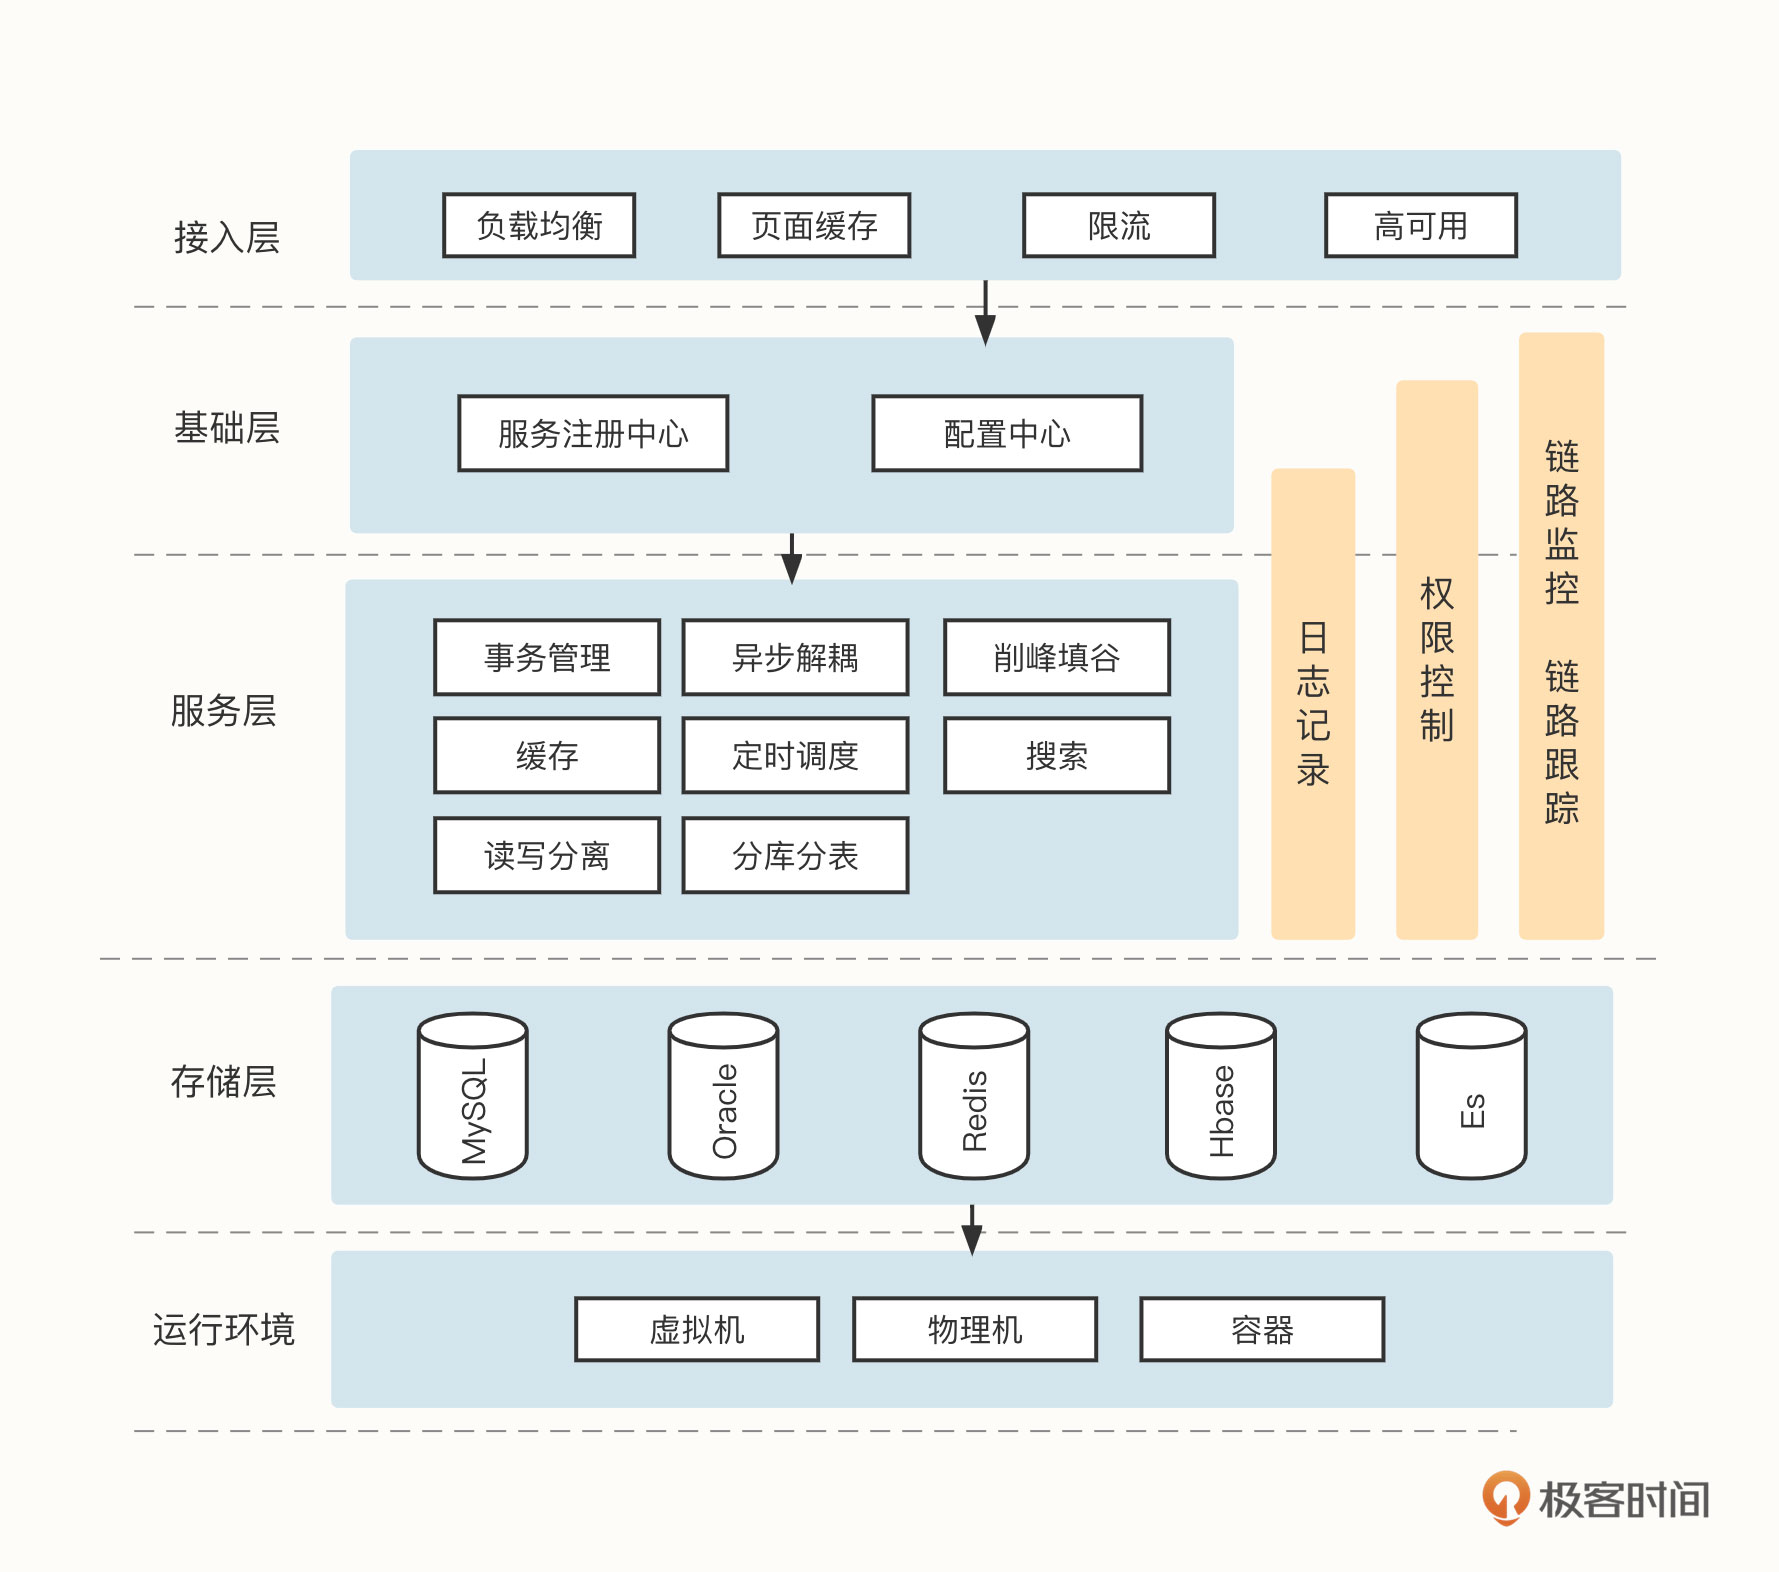 接入层
负载均衡
页面缓存
限流
高可用
基础层
服务注册中心
配置中心
服务层
事务管理
异步解耦
削峰填谷
缓存
定时调度
搜索
读写分离
分库分表
日志记录
权限控制
链路监控 链路跟踪
存储层
MySQL
Oracle
Redis
Hbase
Es
运行环境
虚拟机
物理机
容器
极客时间